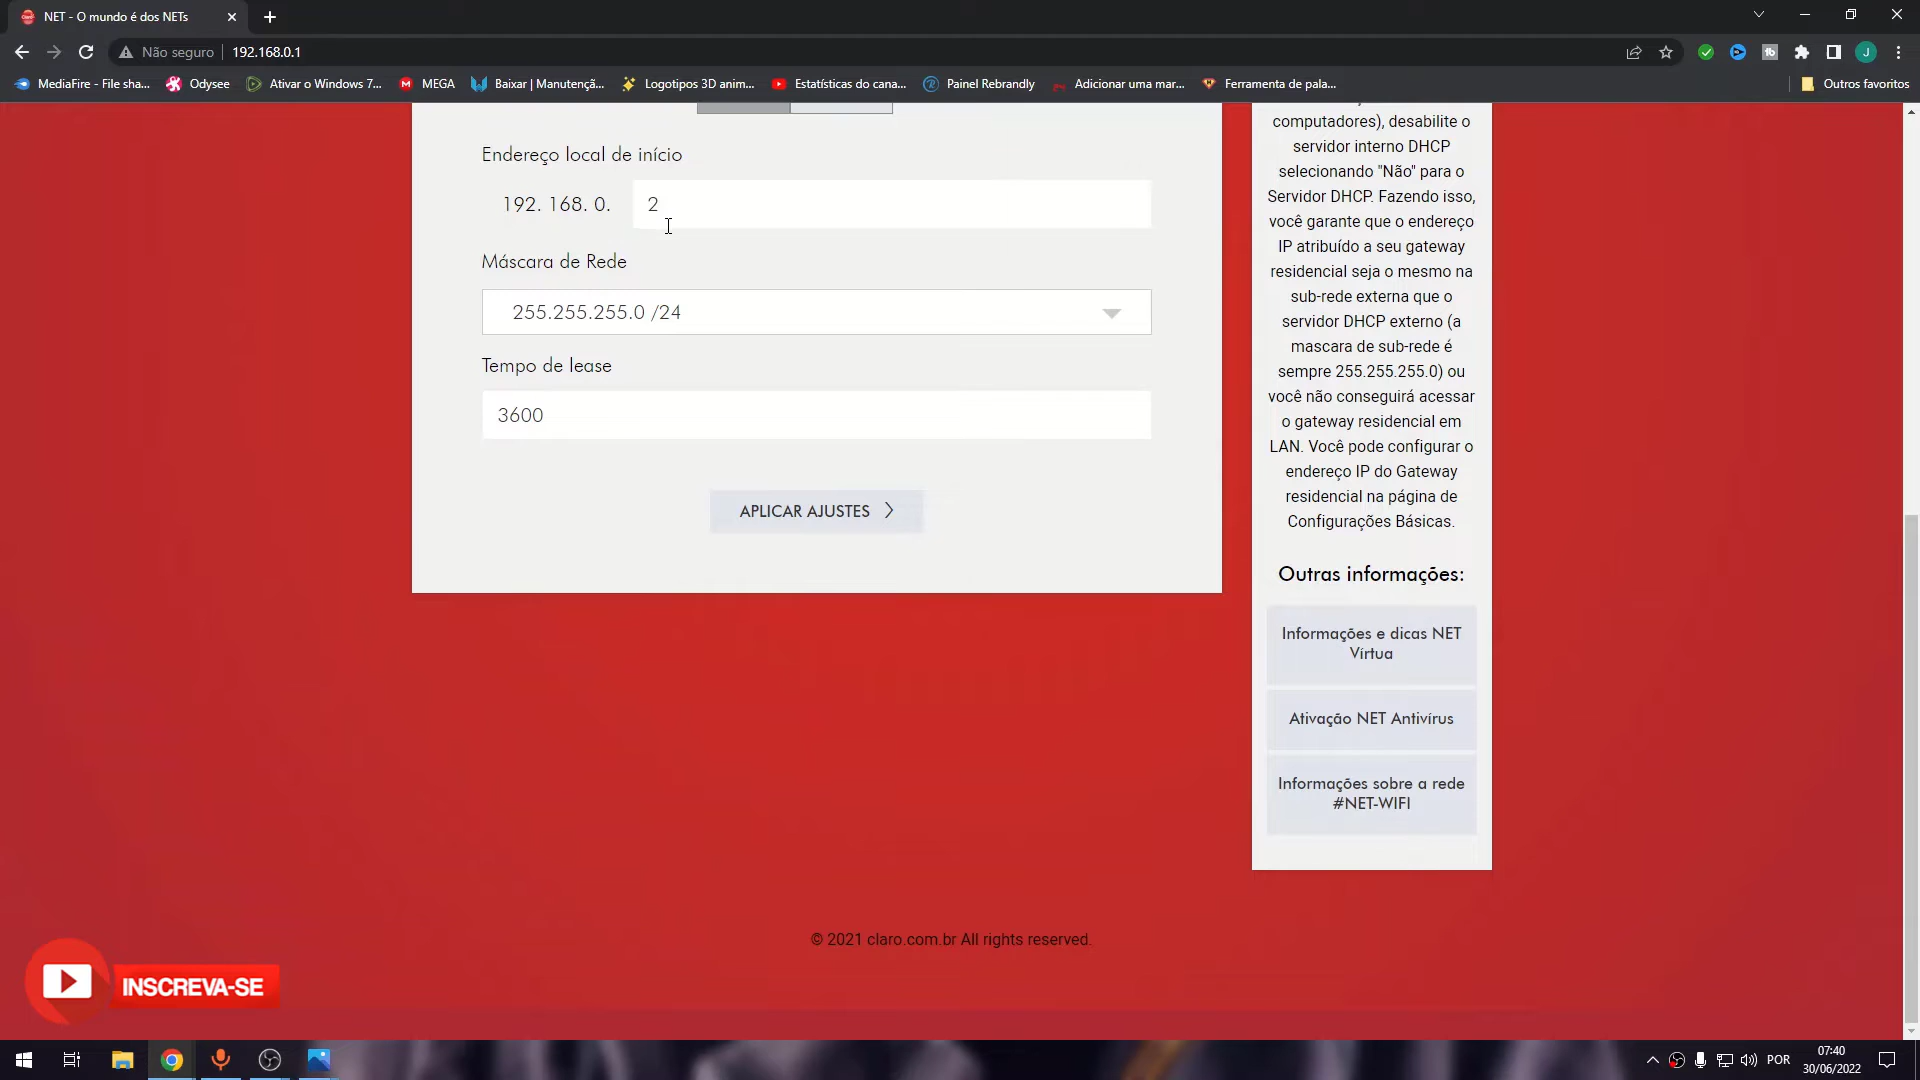 NET - O mundo é dos NETs
Não seguro
192.168.0.1
MediaFire - File sha...
Odysee
Ativar o Windows 7...
MEGA
Baixar | Manutençã...
Logotipos 3D anim...
Estatísticas do cana...
Painel Rebrandly
Adicionar uma mar...
Ferramenta de pala...
Outros favoritos
Endereço local de início
192. 168. 0. 2
Máscara de Rede
255.255.255.0 /24
Tempo de lease
3600
APLICAR AJUSTES
computadores), desabilite o
servidor interno DHCP
selecionando "Não" para o
Servidor DHCP. Fazendo isso,
você garante que o endereço
IP atribuído a seu gateway
residencial seja o mesmo na
sub-rede externa que o
servidor DHCP externo (a
mascara de sub-rede é
sempre 255.255.255.0) ou
você não conseguirá acessar
o gateway residencial em
LAN. Você pode configurar o
endereço IP do Gateway
residencial na página de
Configurações Básicas.
Outras informações:
Informações e dicas NET
Vírtua
Ativação NET Antivírus
Informações sobre a rede
#NET-WIFI
© 2021 claro.com.br All rights reserved.
INSCREVA-SE
POR
07:40
30/06/2022